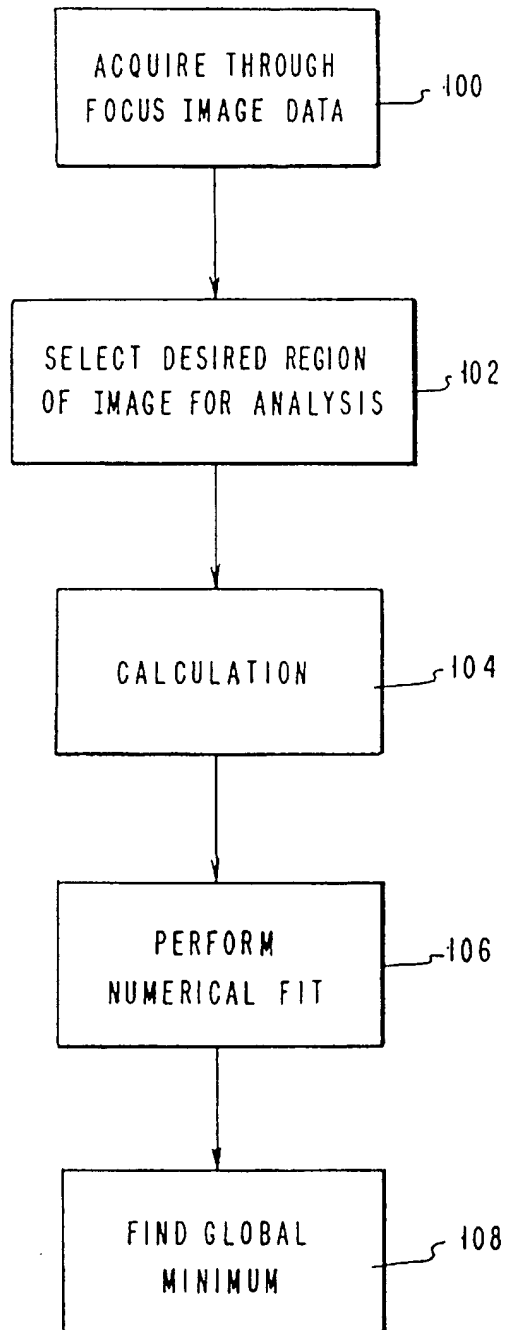 ACQUIRE THROUGH
FOCUS IMAGE DATA
100
SELECT DESIRED REGION
OF IMAGE FOR ANALYSIS
102
CALCULATION
104
PERFORM
NUMERICAL FIT
106
FIND GLOBAL
MINIMUM
108